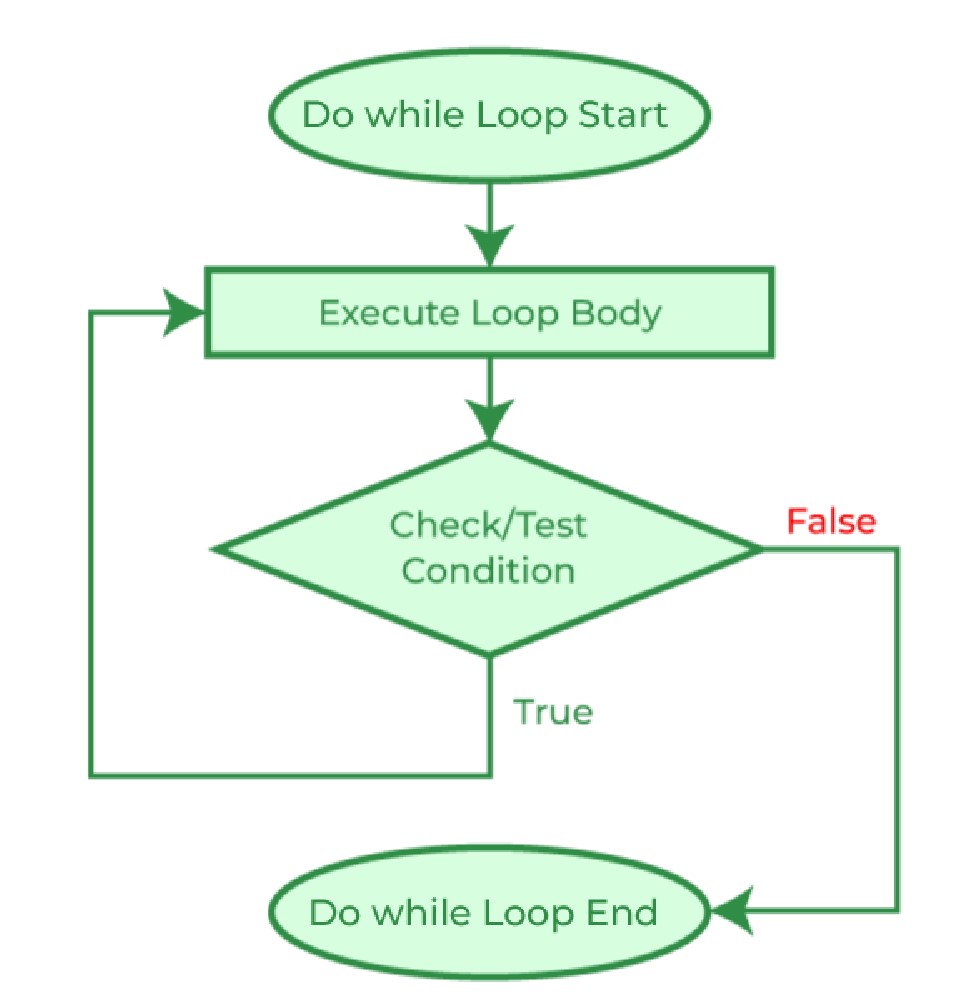 Do while Loop Start
Execute Loop Body
Check/Test
Condition
False
True
Do while Loop End